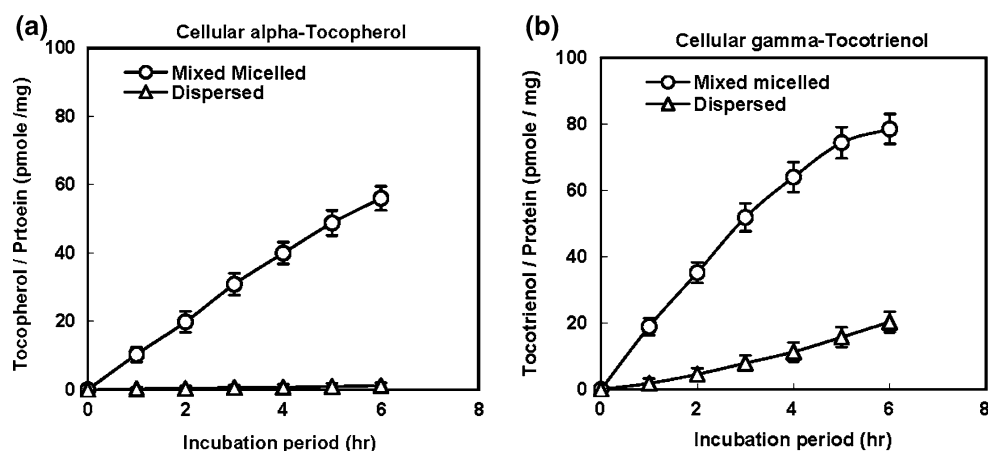 (a)
Cellular alpha-Tocopherol
Mixed Micelled
Dispersed
Tocopherol / Prtoein (pmole /mg)
100
80
60
40
20
0
0 2 4 6 8
Incubation period (hr)
(b)
Cellular gamma-Tocotrienol
Mixed micelled
Dispersed
Tocotrienol / Protein (pmole / mg)
100
80
60
40
20
0
0 2 4 6 8
Incubation period (hr)